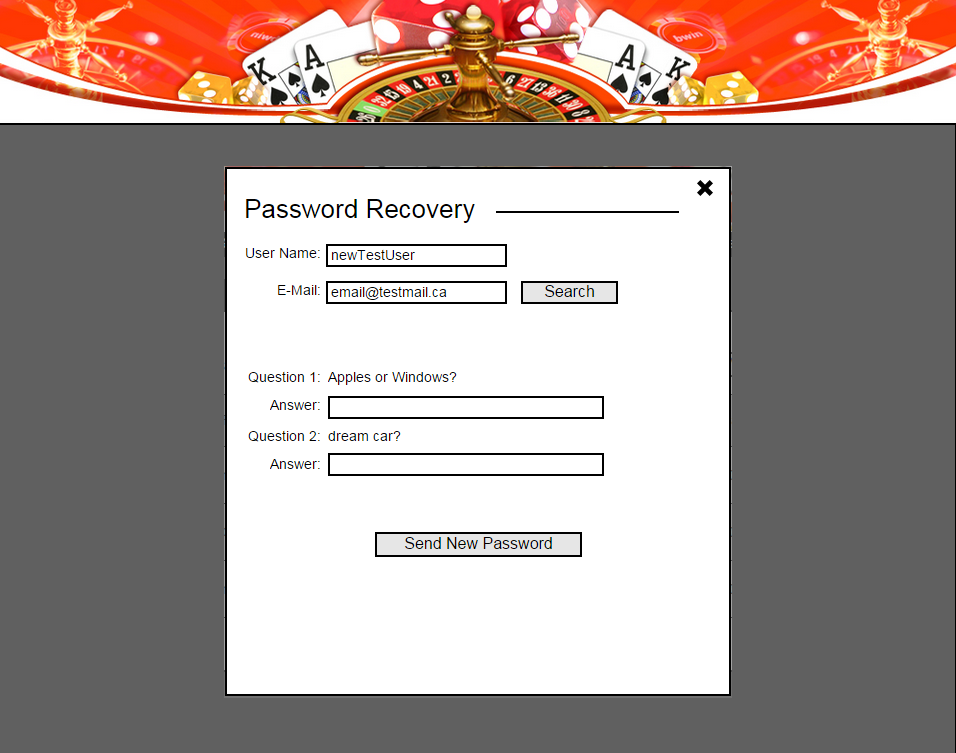 bwin
K A
A K
Password Recovery
User Name: newTestUser
E-Mail: email@testmail.ca Search
Question 1: Apples or Windows?
Answer:
Question 2: dream car?
Answer:
Send New Password